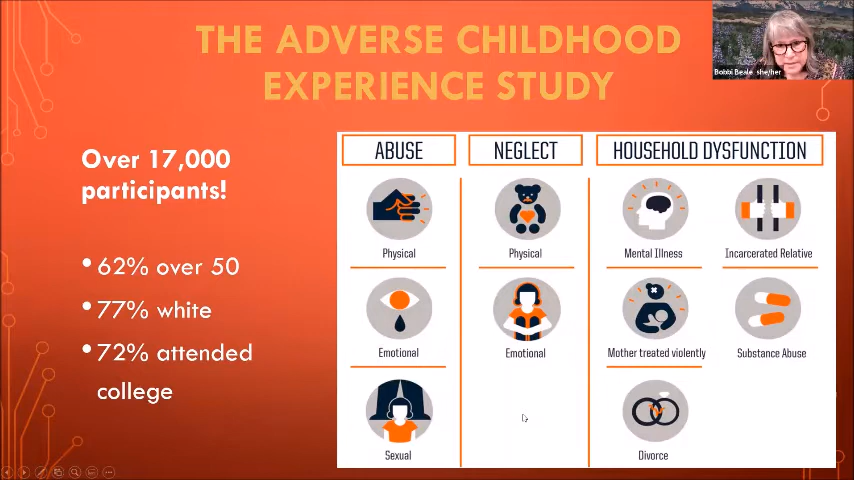 THE ADVERSE CHILDHOOD
EXPERIENCE STUDY
Bobbi Beale she/her
Over 17,000
participants!
• 62% over 50
• 77% white
• 72% attended
college
ABUSE
NEGLECT
HOUSEHOLD DYSFUNCTION
Physical
Physical
Mental Illness
Incarcerated Relative
Emotional
Emotional
Mother treated violently
Substance Abuse
Sexual
Divorce